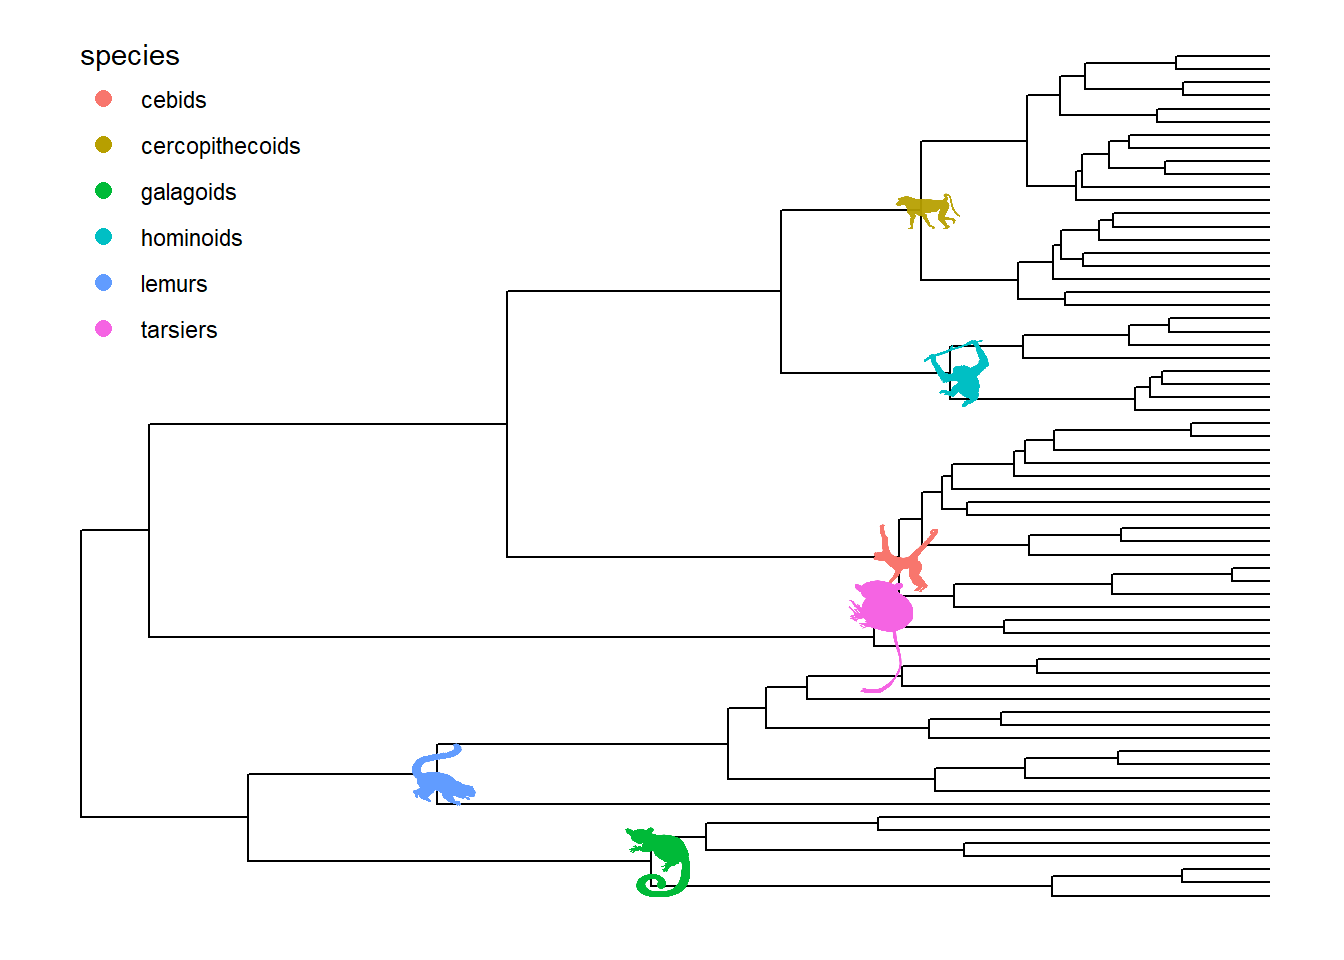 species
cebids
cercopithecoids
galagoids
hominoids
lemurs
tarsiers